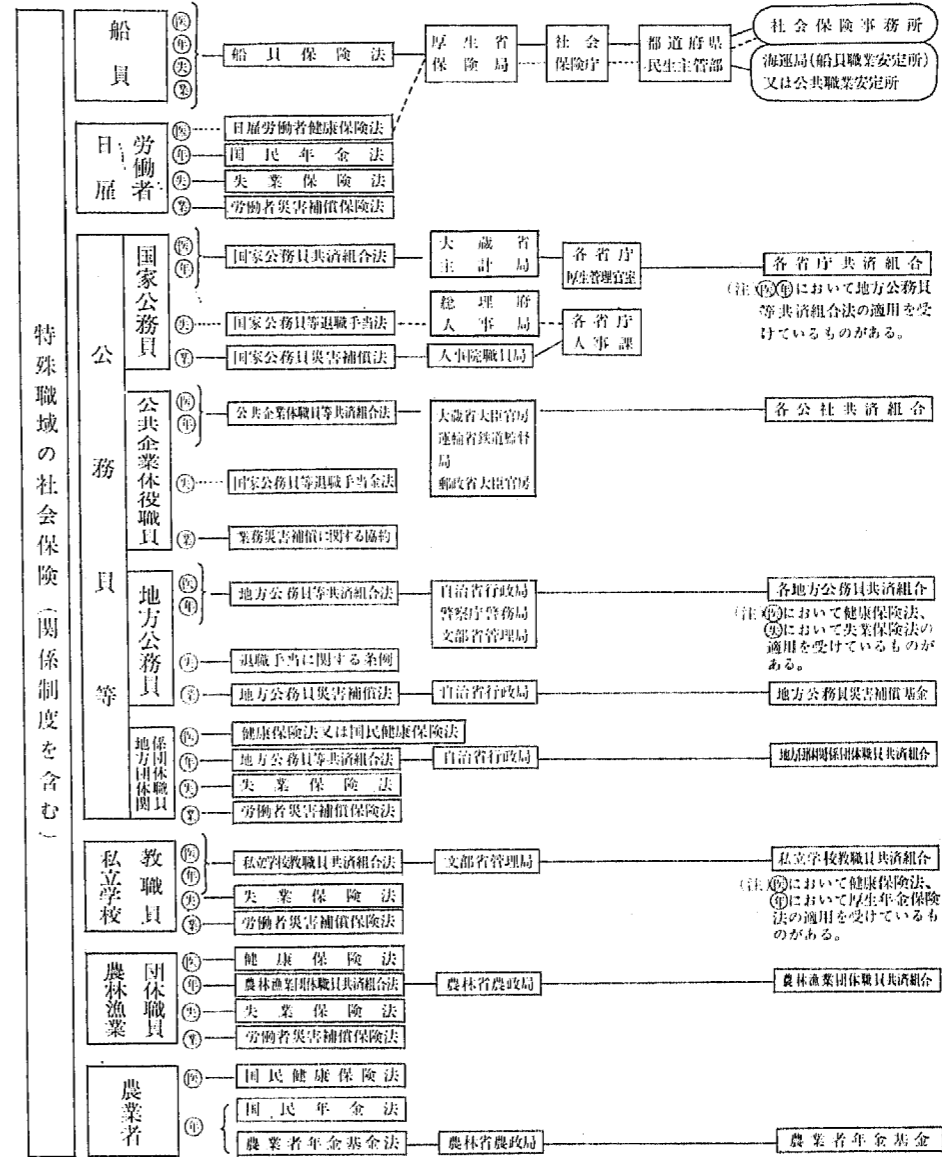 特殊職域の社会保険(関係制度を含む)
船員
医
年
失
業
船員保険法
厚生省
保険局
社会
保険庁
都道府県
民生主管部
社会保険事務所
海運局(船員職業安定所)
又は公共職業安定所
日雇
労働者
医
日雇労働者健康保険法
年
国民年金法
失
失業保険法
業
労働者災害補償保険法
公務員等
国家公務員
医
年
国家公務員共済組合法
大蔵省
主計局
各省庁
厚生管理官室
各省庁共済組合
(注)医年において地方公務員
等共済組合法の適用を受
けているものがある。
失
国家公務員等退職手当法
総理府
人事局
各省庁
人事課
業
国家公務員災害補償法
人事院職員局
公共企業体役職員
医
年
公共企業体職員等共済組合法
大蔵省大臣官房
運輸省鉄道監督
局
郵政省大臣官房
各公社共済組合
失
国家公務員等退職手当金法
業
業務災害補償に関する協約
地方公務員
医
年
地方公務員等共済組合法
自治省行政局
警察庁警務局
文部省管理局
各地方公務員共済組合
(注)医において健康保険法、
失において失業保険法の
適用を受けているものが
ある。
失
退職手当に関する条例
業
地方公務員災害補償法
自治省行政局
地方公務員災害補償基金
地方団体関
係団体職員
医
健康保険法又は国民健康保険法
年
地方公務員等共済組合法
自治省行政局
地方団体関係団体職員共済組合
失
失業保険法
業
労働者災害補償保険法
私立学校
教職員
医
年
私立学校教職員共済組合法
文部省管理局
私立学校教職員共済組合
(注)医において健康保険法、
年において厚生年金保険
法の適用を受けているも
のがある。
失
失業保険法
業
労働者災害補償保険法
農林漁業
団体職員
医
健康保険法
年
農林漁業団体職員共済組合法
農林省農政局
農林漁業団体職員共済組合
失
失業保険法
業
労働者災害補償保険法
農業者
医
国民健康保険法
年
国民年金法
農業者年金基金法
農林省農政局
農業者年金基金